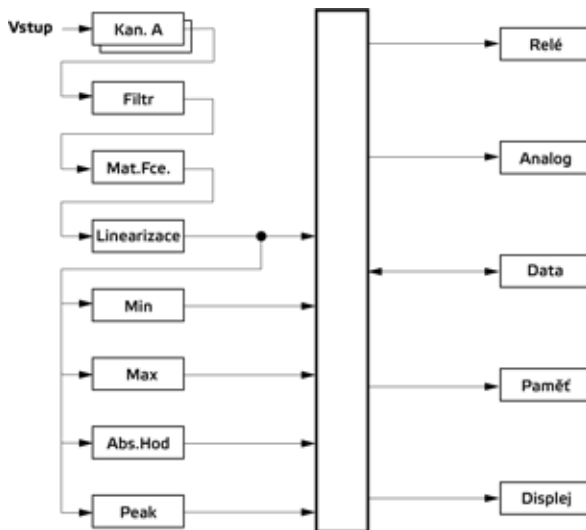 Vstup
Kan. A
Relé
Filtr
Analog
Mat.Fce.
Linearizace
Data
Min
Max
Paměť
Abs.Hod
Displej
Peak